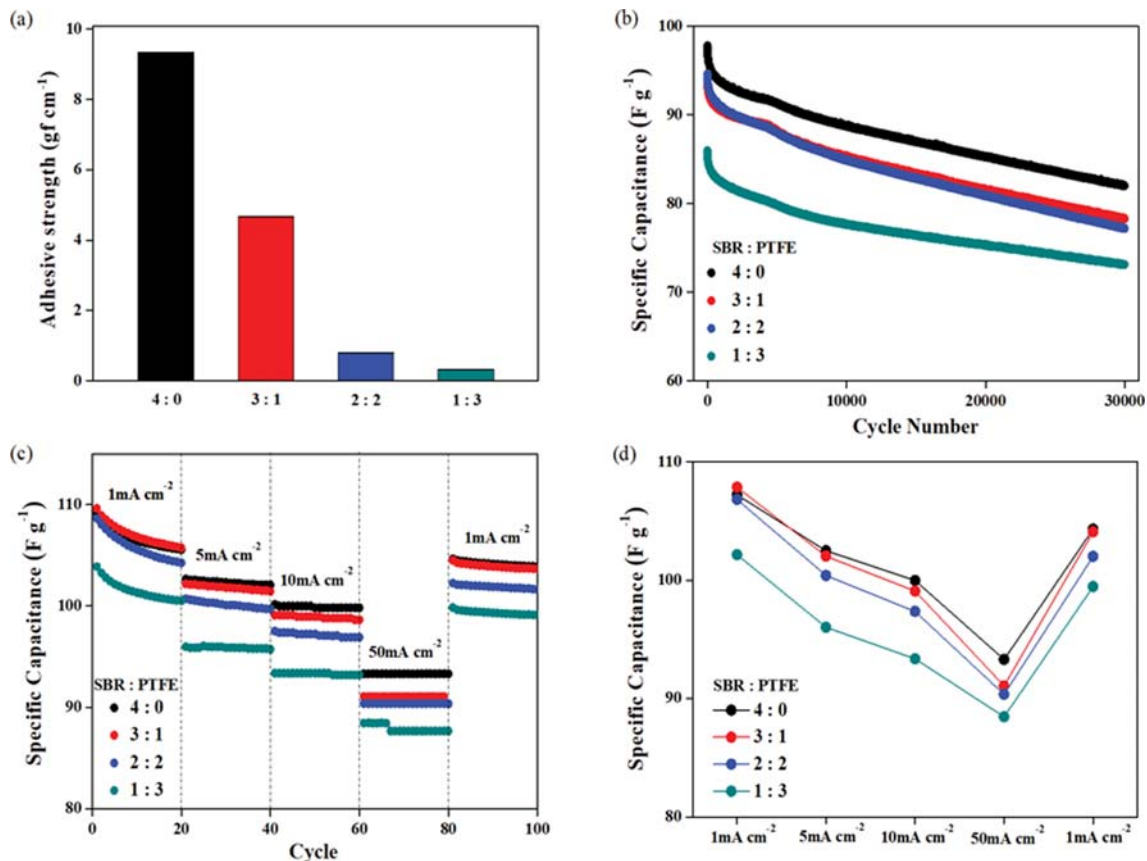 (a)
10
8
6
4
2
0
Adhesive strength (gf cm⁻¹)
4 : 0 3 : 1 2 : 2 1 : 3
(b)
100
90
80
70
60
Specific Capacitance (F g⁻¹)
SBR : PTFE
4 : 0
3 : 1
2 : 2
1 : 3
0 10000 20000 30000
Cycle Number
(c)
110
100
90
80
Specific Capacitance (F g⁻¹)
1mA cm⁻²
5mA cm⁻²
10mA cm⁻²
50mA cm⁻²
1mA cm⁻²
SBR : PTFE
4 : 0
3 : 1
2 : 2
1 : 3
0 20 40 60 80 100
Cycle
(d)
110
100
90
80
Specific Capacitance (F g⁻¹)
SBR : PTFE
4 : 0
3 : 1
2 : 2
1 : 3
1mA cm⁻² 5mA cm⁻² 10mA cm⁻² 50mA cm⁻² 1mA cm⁻²